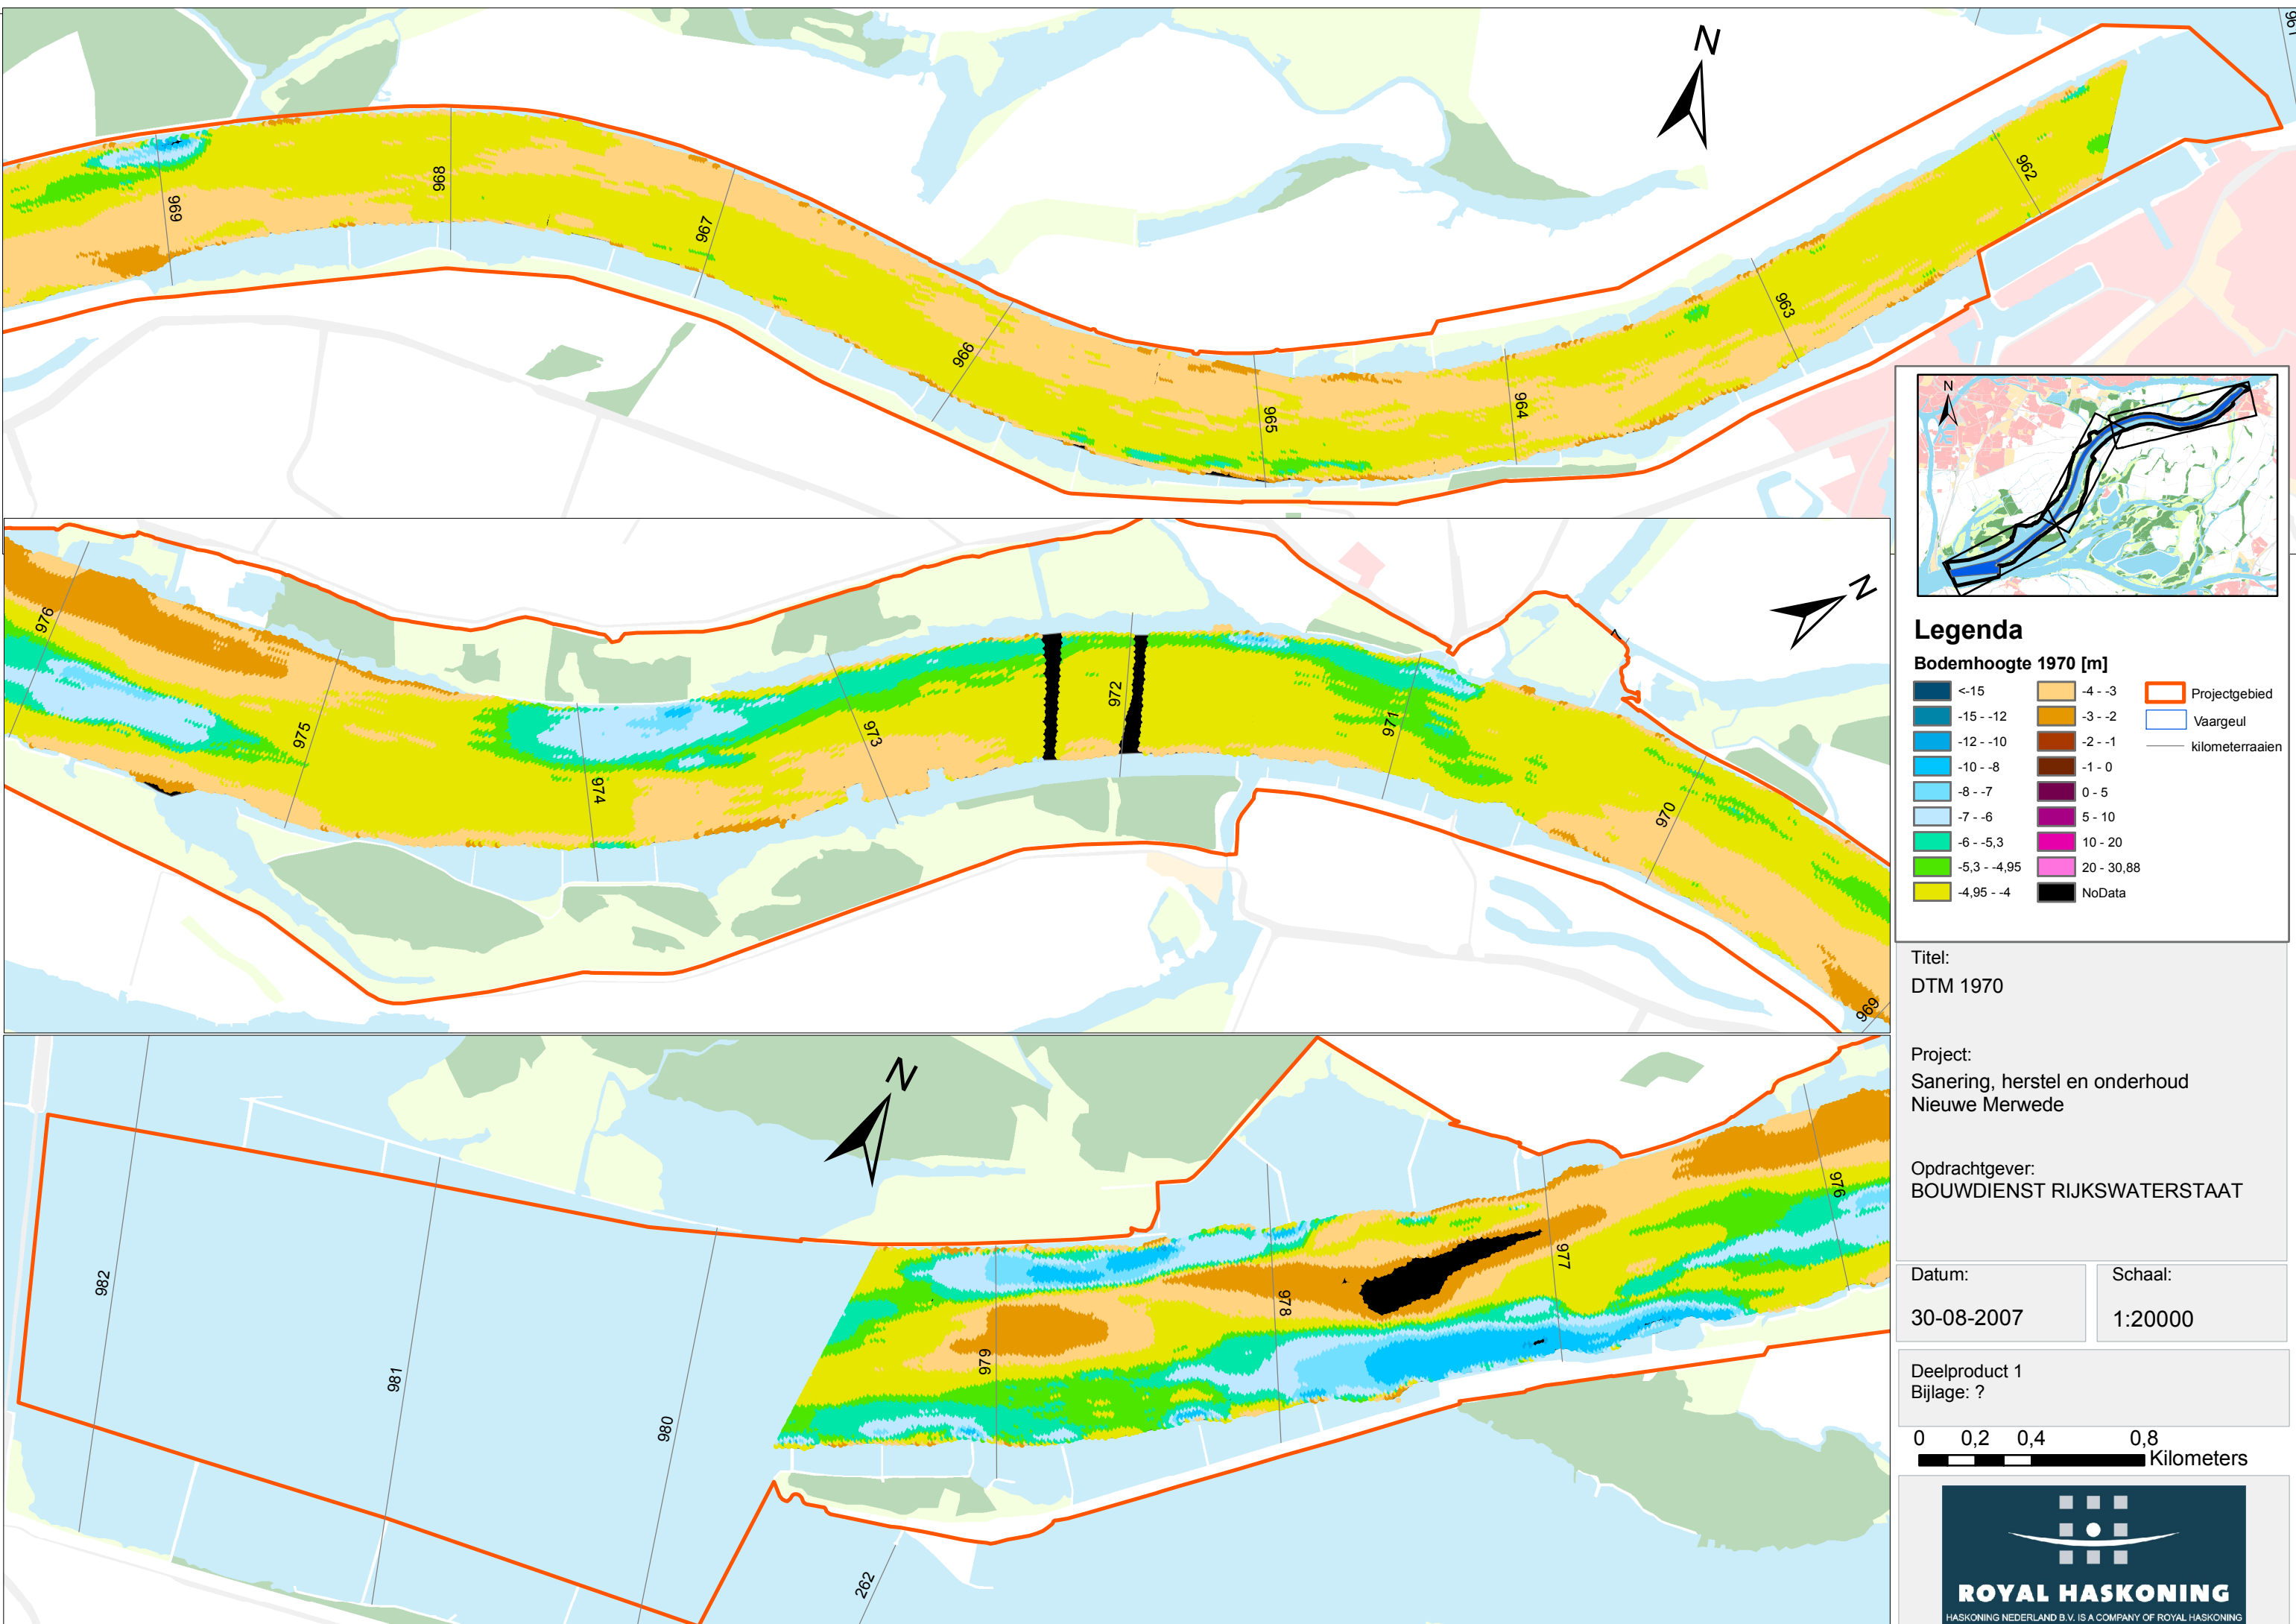 961
N
962
963
964
965
966
967
968
969
N
976
975
974
973
972
971
970
969
N
982
981
980
979
978
977
976
262
N
Legenda
Bodemhoogte 1970 [m]
<-15
-15 - -12
-12 - -10
-10 - -8
-8 - -7
-7 - -6
-6 - -5,3
-5,3 - -4,95
-4,95 - -4
-4 - -3
-3 - -2
-2 - -1
-1 - 0
0 - 5
5 - 10
10 - 20
20 - 30,88
NoData
Projectgebied
Vaargeul
kilometerraaien
Titel:
DTM 1970
Project:
Sanering, herstel en onderhoud
Nieuwe Merwede
Opdrachtgever:
BOUWDIENST RIJKSWATERSTAAT
Datum:
30-08-2007
Schaal:
1:20000
Deelproduct 1
Bijlage: ?
0 0,2 0,4 0,8
Kilometers
ROYAL HASKONING
HASKONING NEDERLAND B.V. IS A COMPANY OF ROYAL HASKONING